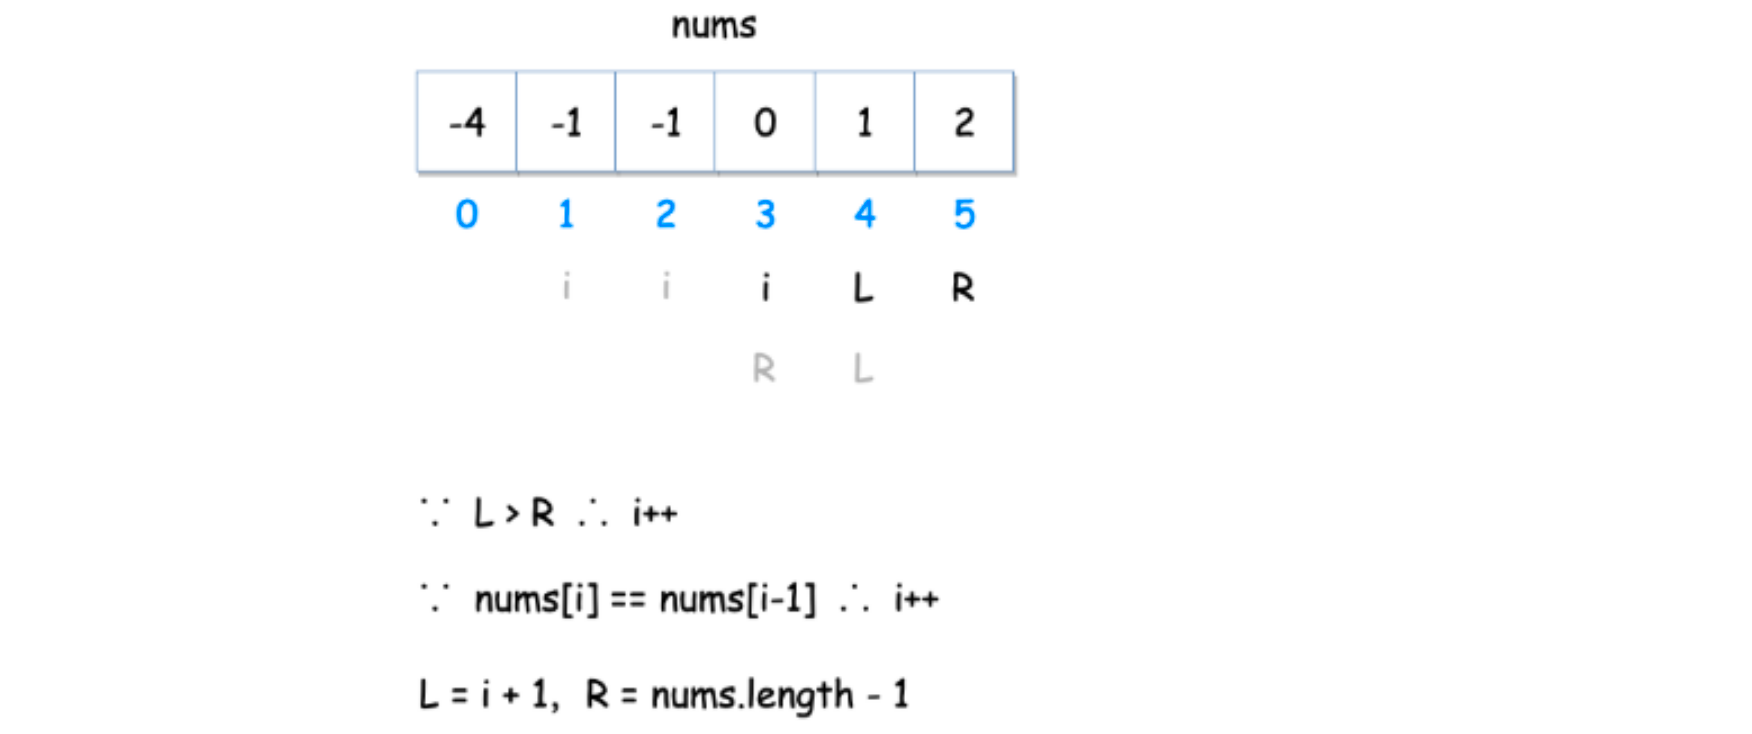 nums
-4 -1 -1 0 1 2
0 1 2 3 4 5
i i i L R
R L
∵ L > R ∴ i++
∵ nums[i] == nums[i-1] ∴ i++
L = i + 1, R = nums.length - 1